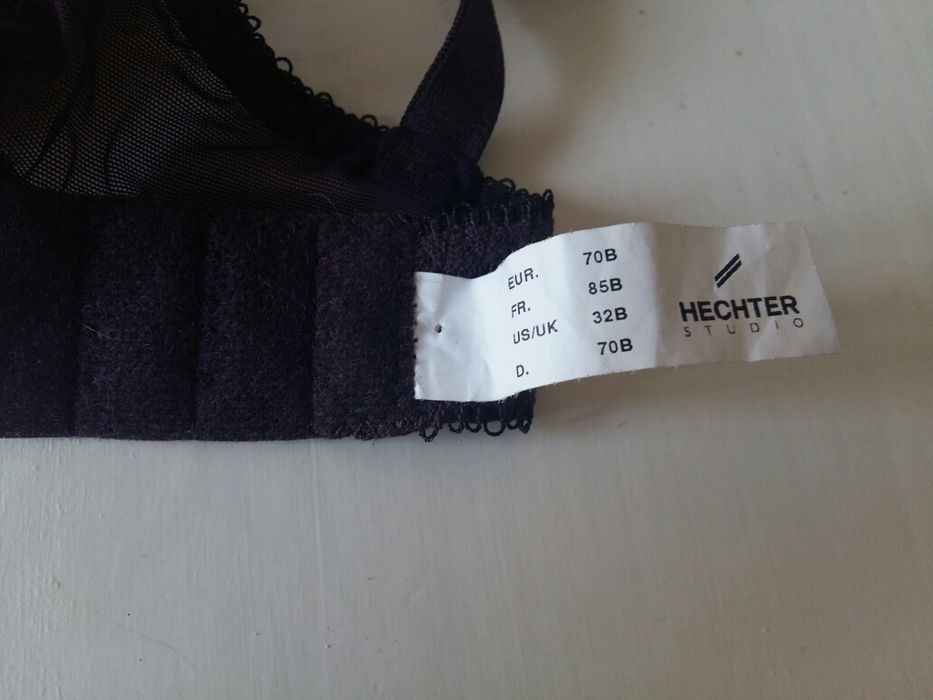 EUR. 70B
FR. 85B
US/UK 32B
D. 70B
HECHTER
STUDIO